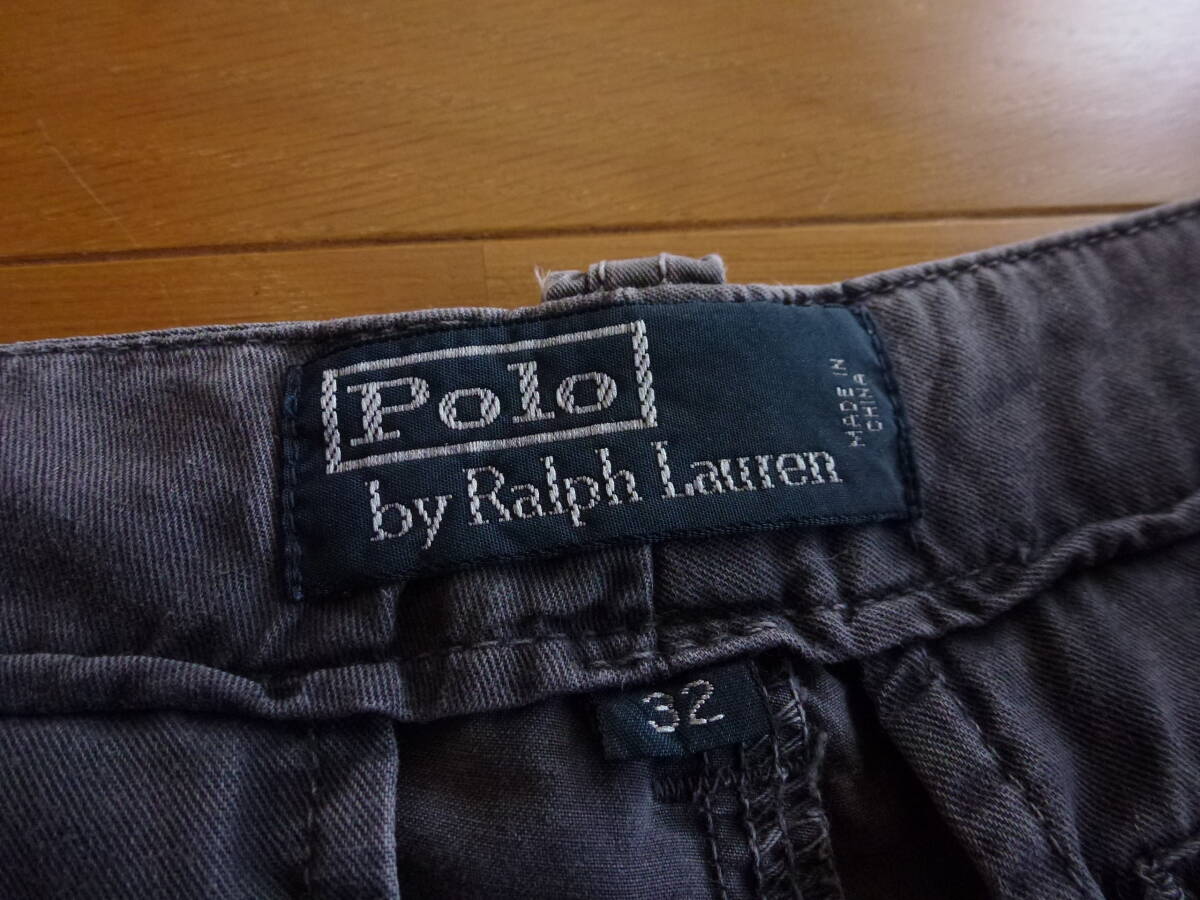 Polo
by Ralph Lauren
MADE IN
CHINA
32